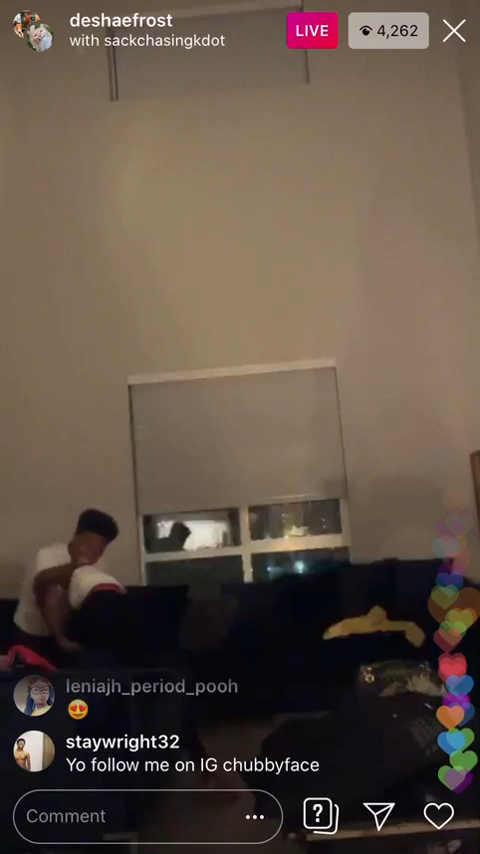 deshaefrost
LIVE
4,262
with sackchasingkdot
leniajh_period_pooh
😍
staywright32
Yo follow me on IG chubbyface
Comment